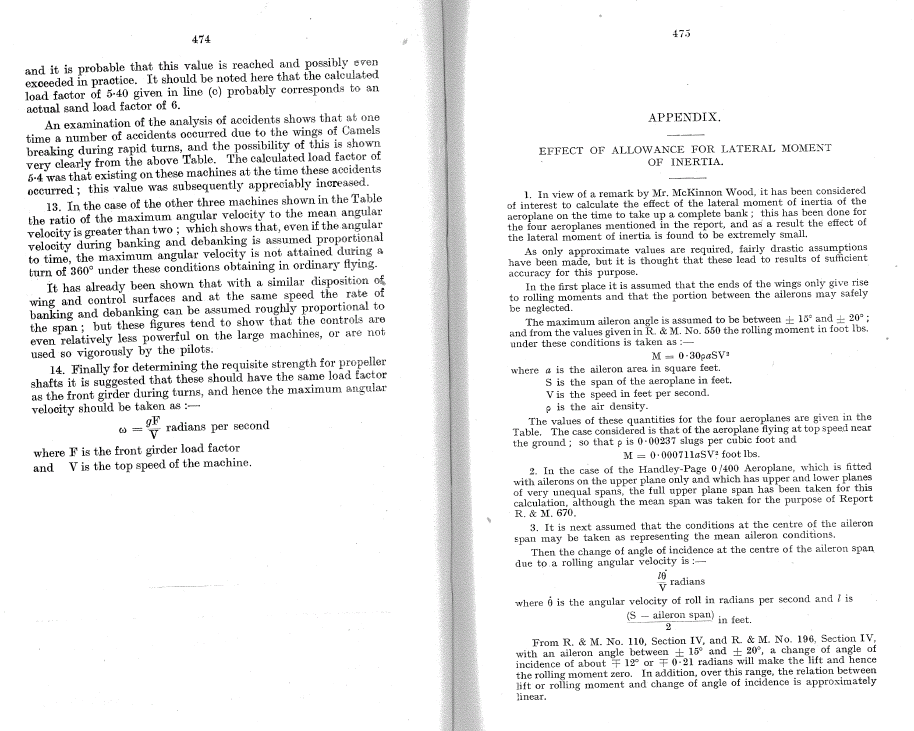 474
and it is probable that this value is reached and possibly even
exceeded in practice. It should be noted here that the calculated
load factor of 5·40 given in line (c) probably corresponds to an
actual sand load factor of 6.
An examination of the analysis of accidents shows that at one
time a number of accidents occurred due to the wings of Camels
breaking during rapid turns, and the possibility of this is shown
very clearly from the above Table. The calculated load factor of
5·4 was that existing on these machines at the time these accidents
occurred ; this value was subsequently appreciably increased.
13. In the case of the other three machines shown in the Table
the ratio of the maximum angular velocity to the mean angular
velocity is greater than two ; which shows that, even if the angular
velocity during banking and debanking is assumed proportional
to time, the maximum angular velocity is not attained during a
turn of 360° under these conditions obtaining in ordinary flying.
It has already been shown that with a similar disposition of
wing and control surfaces and at the same speed the rate of
banking and debanking can be assumed roughly proportional to
the span ; but these figures tend to show that the controls are
even relatively less powerful on the large machines, or are not
used so vigorously by the pilots.
14. Finally for determining the requisite strength for propeller
shafts it is suggested that these should have the same load factor
as the front girder during turns, and hence the maximum angular
velocity should be taken as :—
ω = gF/V radians per second
where F is the front girder load factor
and V is the top speed of the machine.
475
APPENDIX.
EFFECT OF ALLOWANCE FOR LATERAL MOMENT
OF INERTIA.
1. In view of a remark by Mr. McKinnon Wood, it has been considered
of interest to calculate the effect of the lateral moment of inertia of the
aeroplane on the time to take up a complete bank ; this has been done for
the four aeroplanes mentioned in the report, and as a result the effect of
the lateral moment of inertia is found to be extremely small.
As only approximate values are required, fairly drastic assumptions
have been made, but it is thought that these lead to results of sufficient
accuracy for this purpose.
In the first place it is assumed that the ends of the wings only give rise
to rolling moments and that the portion between the ailerons may safely
be neglected.
The maximum aileron angle is assumed to be between ± 15° and ± 20° ;
and from the values given in R. & M. No. 550 the rolling moment in foot lbs.
under these conditions is taken as :—
M = 0·30ρaSV²
where a is the aileron area in square feet.
S is the span of the aeroplane in feet.
V is the speed in feet per second.
ρ is the air density.
The values of these quantities for the four aeroplanes are given in the
Table. The case considered is that of the aeroplane flying at top speed near
the ground ; so that ρ is 0·00237 slugs per cubic foot and
M = 0·000711aSV² foot lbs.
2. In the case of the Handley-Page 0/400 Aeroplane, which is fitted
with ailerons on the upper plane only and which has upper and lower planes
of very unequal spans, the full upper plane span has been taken for this
calculation, although the mean span was taken for the purpose of Report
R. & M. 670.
3. It is next assumed that the conditions at the centre of the aileron
span may be taken as representing the mean aileron conditions.
Then the change of angle of incidence at the centre of the aileron span
due to a rolling angular velocity is :—
lθ̇/V radians
where θ̇ is the angular velocity of roll in radians per second and l is
(S — aileron span)/2 in feet.
From R. & M. No. 110, Section IV, and R. & M. No. 196, Section IV,
with an aileron angle between ± 15° and ± 20°, a change of angle of
incidence of about ∓ 12° or ∓ 0·21 radians will make the lift and hence
the rolling moment zero. In addition, over this range, the relation between
lift or rolling moment and change of angle of incidence is approximately
linear.